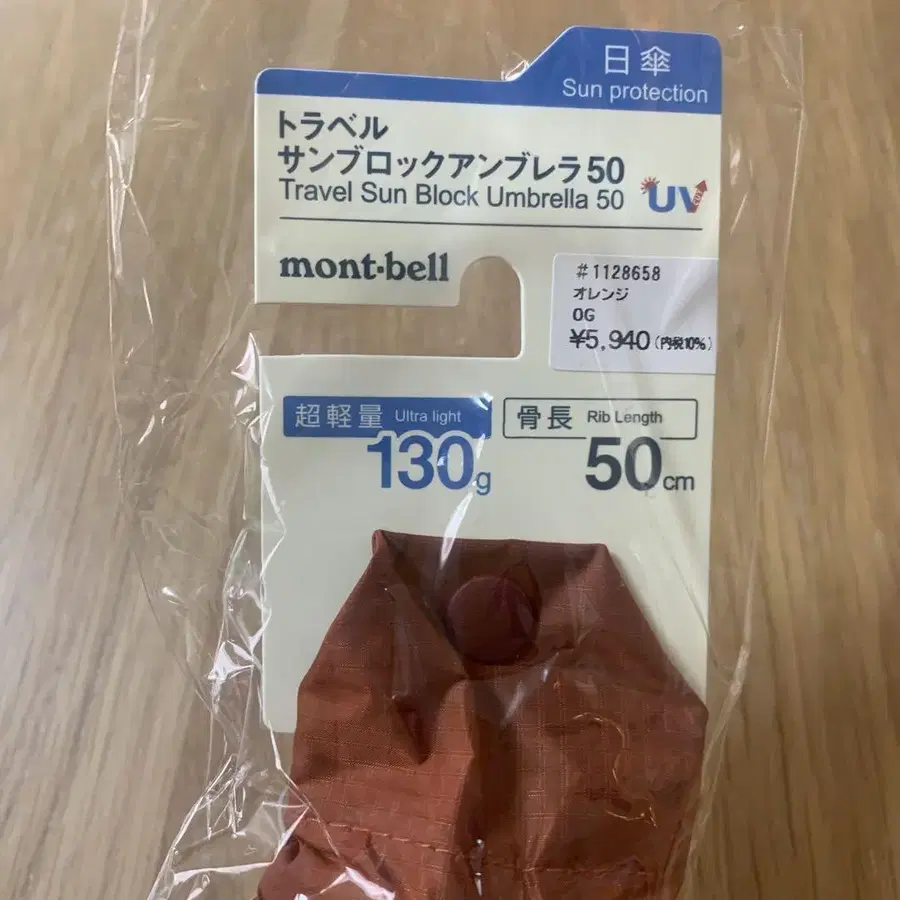 日傘
Sun protection
トラベル
サンブロックアンブレラ50
Travel Sun Block Umbrella 50
UV
mont·bell
#1128658
オレンジ
OG
¥5,940(内税10%)
超軽量 Ultra light
130g
骨長 Rib Length
50cm